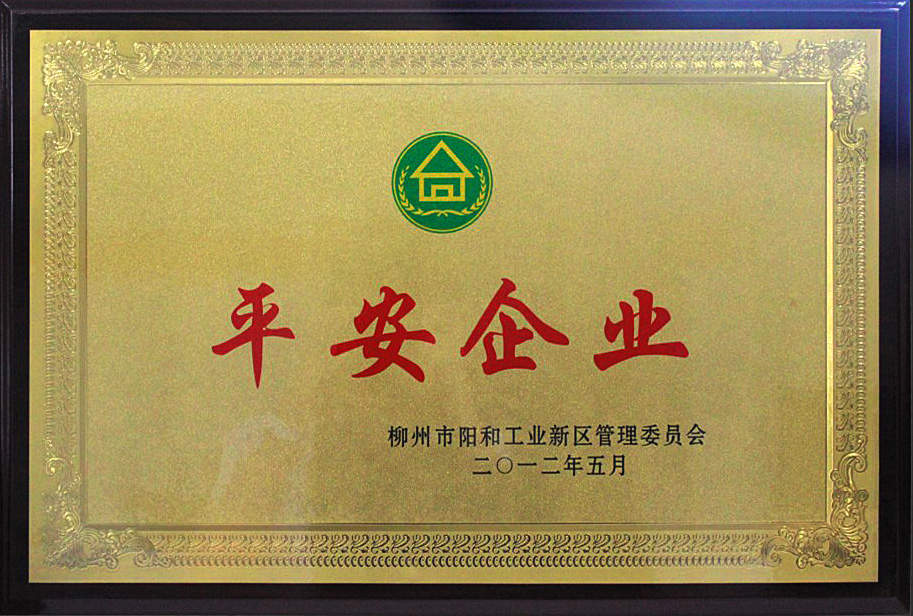 平安企业
柳州市阳和工业新区管理委员会
二〇一二年五月